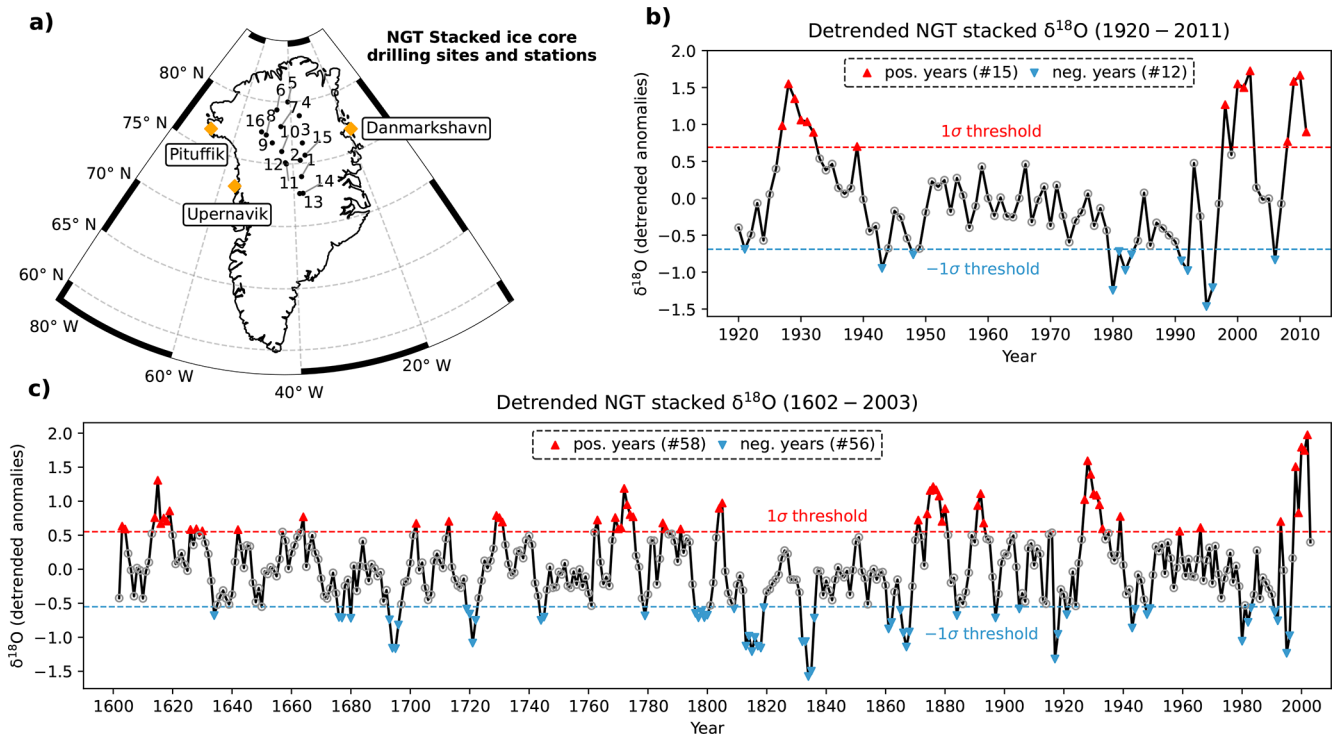 a)
NGT Stacked ice core
drilling sites and stations
80° N
75° N
70° N
65° N
60° N
80° W
60° W
40° W
20° W
5
6
7 4
8
16
10 3 15
9
2
1
12
11 14
13
Danmarkshavn
Pituffik
Upernavik
b)
Detrended NGT stacked δ¹⁸O (1920 − 2011)
pos. years (#15) neg. years (#12)
1σ threshold
−1σ threshold
δ¹⁸O (detrended anomalies)
2.0
1.5
1.0
0.5
0.0
−0.5
−1.0
−1.5
1920 1930 1940 1950 1960 1970 1980 1990 2000 2010
Year
c)
Detrended NGT stacked δ¹⁸O (1602 − 2003)
pos. years (#58) neg. years (#56)
1σ threshold
−1σ threshold
δ¹⁸O (detrended anomalies)
2.0
1.5
1.0
0.5
0.0
−0.5
−1.0
−1.5
1600 1620 1640 1660 1680 1700 1720 1740 1760 1780 1800 1820 1840 1860 1880 1900 1920 1940 1960 1980 2000
Year